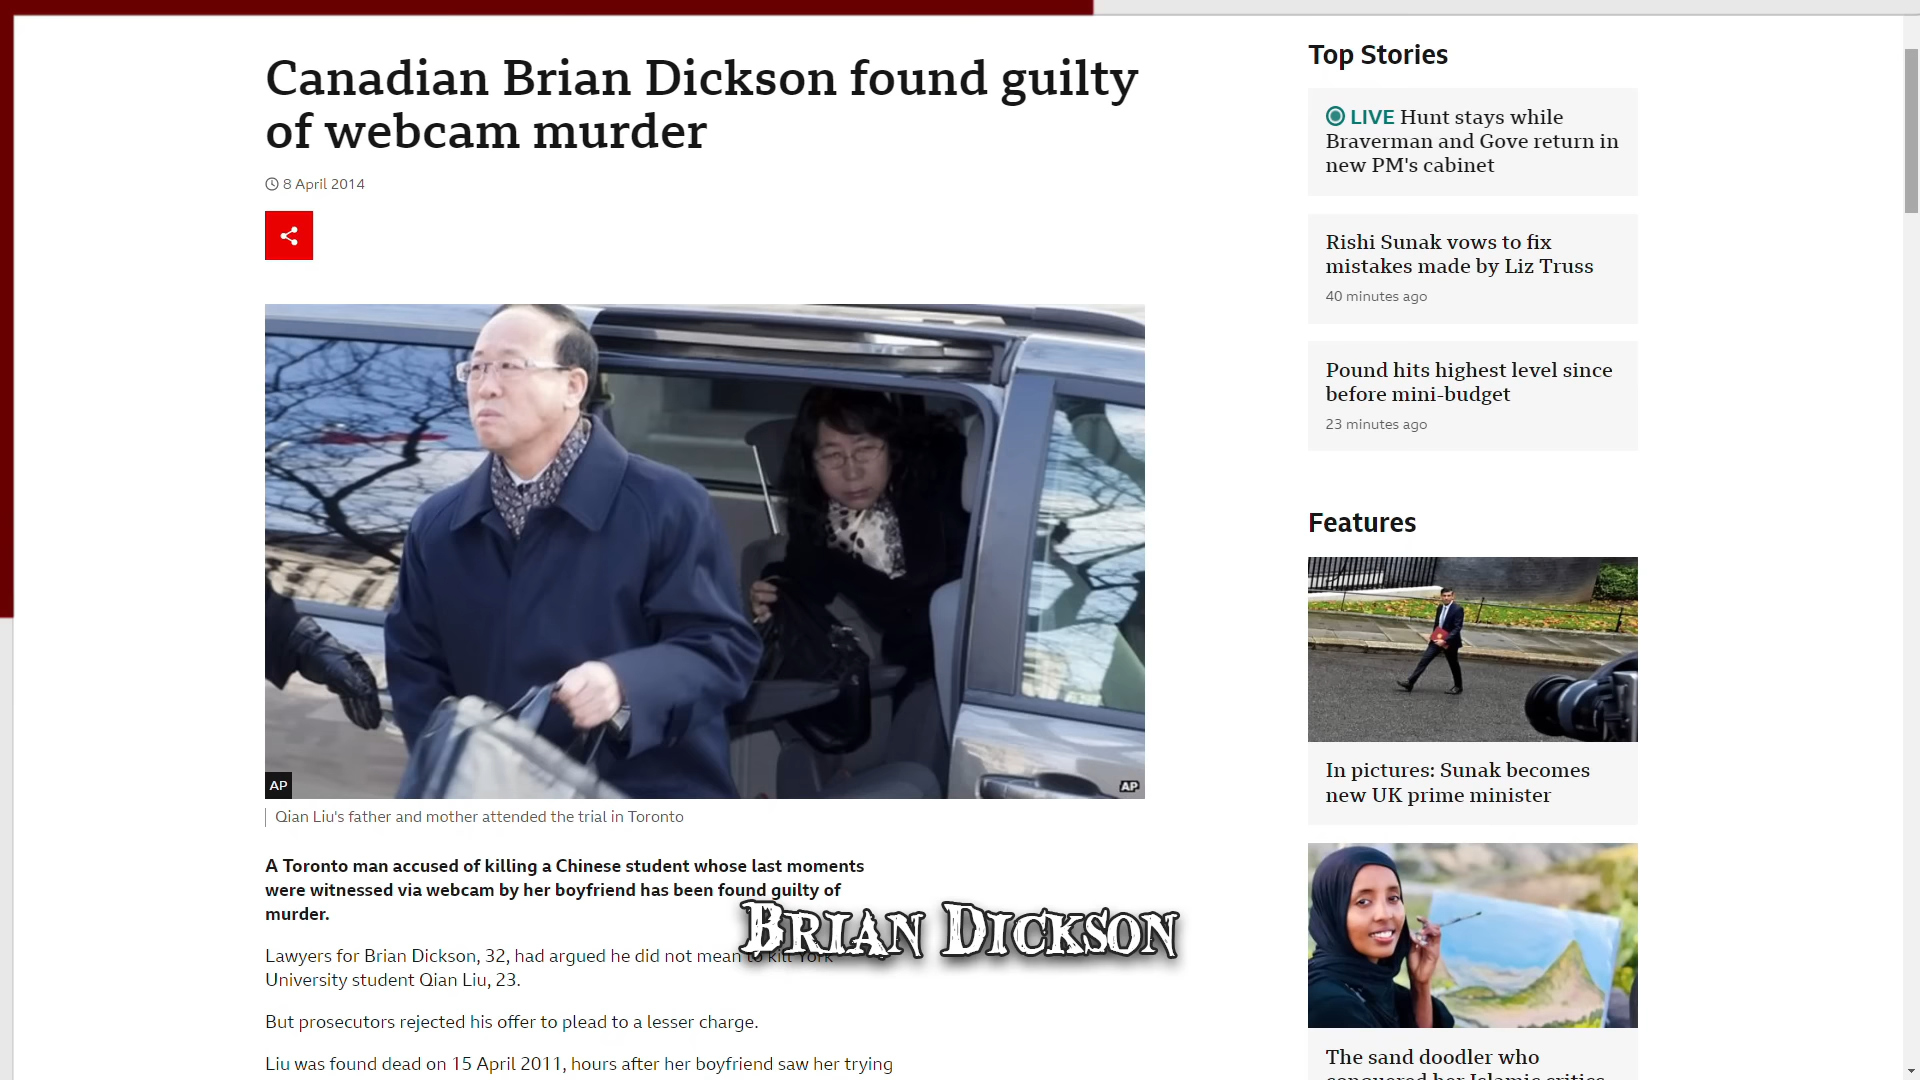 Canadian Brian Dickson found guilty
of webcam murder
8 April 2014
AP
AP
Qian Liu's father and mother attended the trial in Toronto
A Toronto man accused of killing a Chinese student whose last moments
were witnessed via webcam by her boyfriend has been found guilty of
murder.
Lawyers for Brian Dickson, 32, had argued he did not mean to kill York
University student Qian Liu, 23.
But prosecutors rejected his offer to plead to a lesser charge.
Liu was found dead on 15 April 2011, hours after her boyfriend saw her trying
Brian Dickson
Top Stories
LIVE Hunt stays while
Braverman and Gove return in
new PM's cabinet
Rishi Sunak vows to fix
mistakes made by Liz Truss
40 minutes ago
Pound hits highest level since
before mini-budget
23 minutes ago
Features
In pictures: Sunak becomes
new UK prime minister
The sand doodler who
conquered her Islamic critics